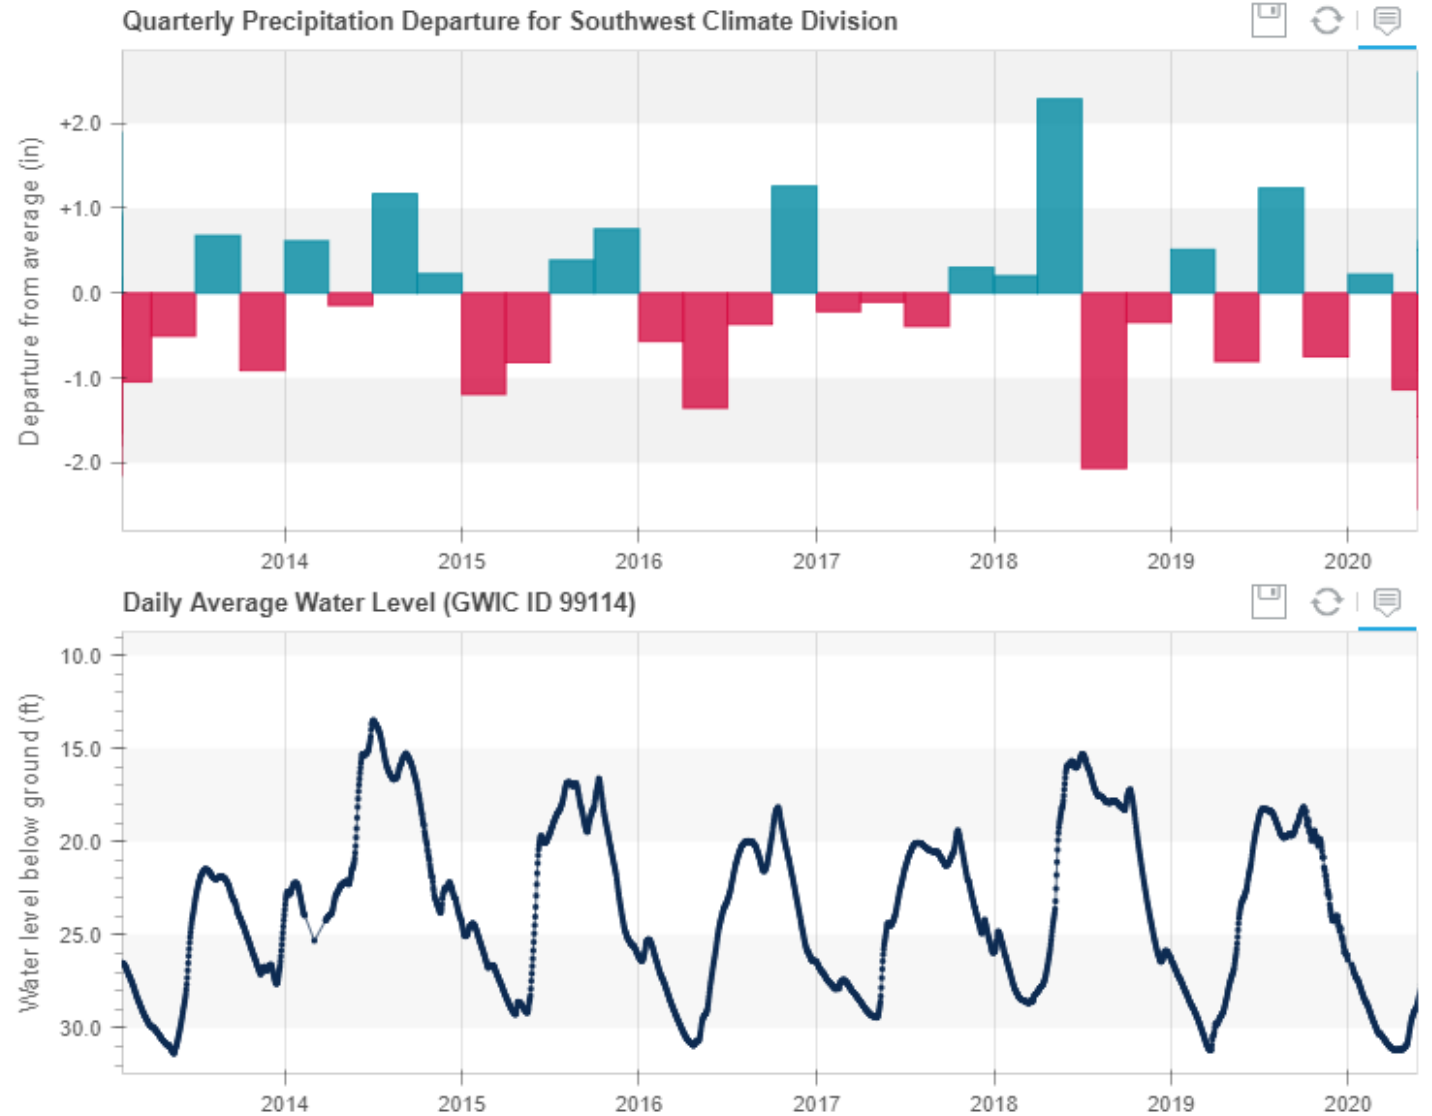 Quarterly Precipitation Departure for Southwest Climate Division
Departure from average (in)
+2.0
+1.0
0.0
-1.0
-2.0
2014 2015 2016 2017 2018 2019 2020
Daily Average Water Level (GWIC ID 99114)
Water level below ground (ft)
10.0
15.0
20.0
25.0
30.0
2014 2015 2016 2017 2018 2019 2020